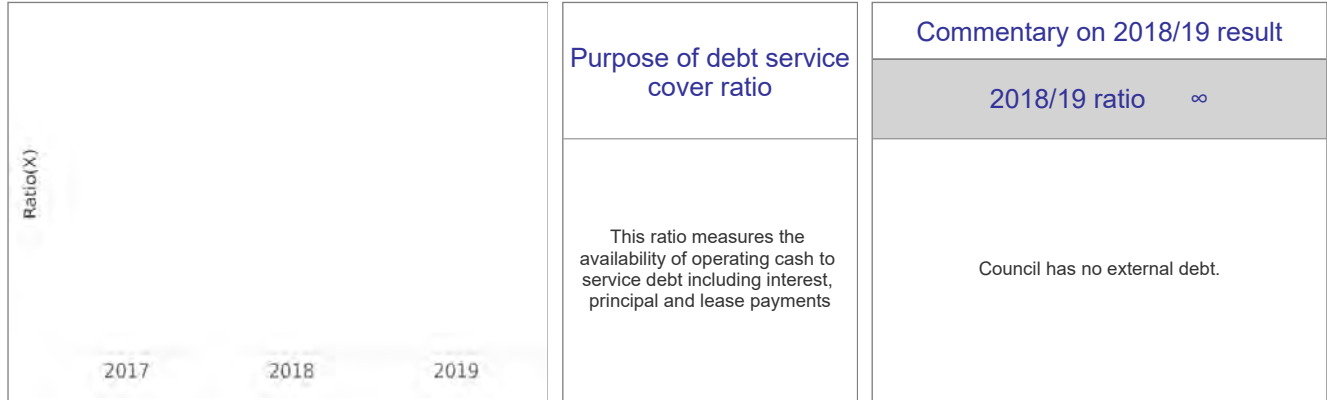 Ratio(X)
2017 2018 2019
Purpose of debt service
cover ratio
This ratio measures the
availability of operating cash to
service debt including interest,
principal and lease payments
Commentary on 2018/19 result
2018/19 ratio ∞
Council has no external debt.